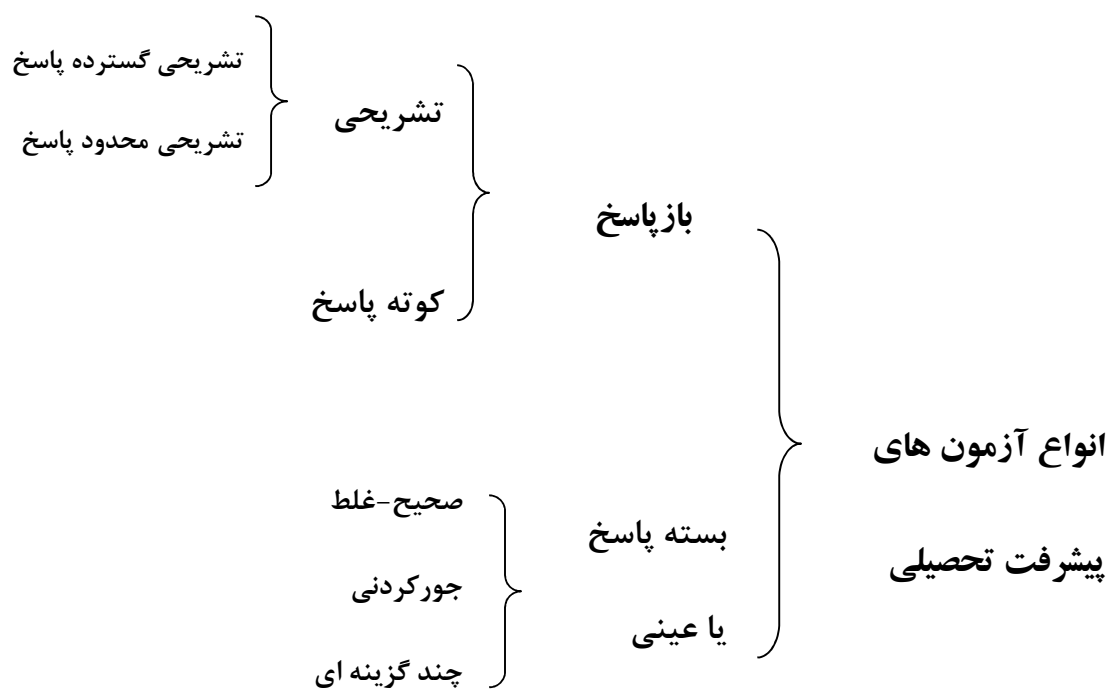 انواع آزمون های
پیشرفت تحصیلی
بازپاسخ
تشریحی
تشریحی گسترده پاسخ
تشریحی محدود پاسخ
کوته پاسخ
بسته پاسخ
یا عینی
صحیح-غلط
جورکردنی
چند گزینه ای